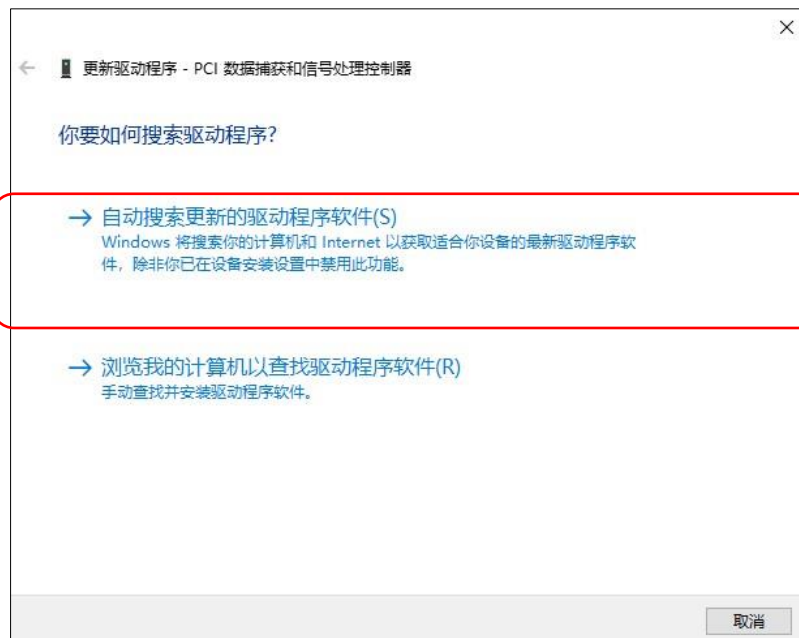 更新驱动程序 - PCI 数据捕获和信号处理控制器
你要如何搜索驱动程序?
自动搜索更新的驱动程序软件(S)
Windows 将搜索你的计算机和 Internet 以获取适合你设备的最新驱动程序软
件，除非你已在设备安装设置中禁用此功能。
浏览我的计算机以查找驱动程序软件(R)
手动查找并安装驱动程序软件。
取消